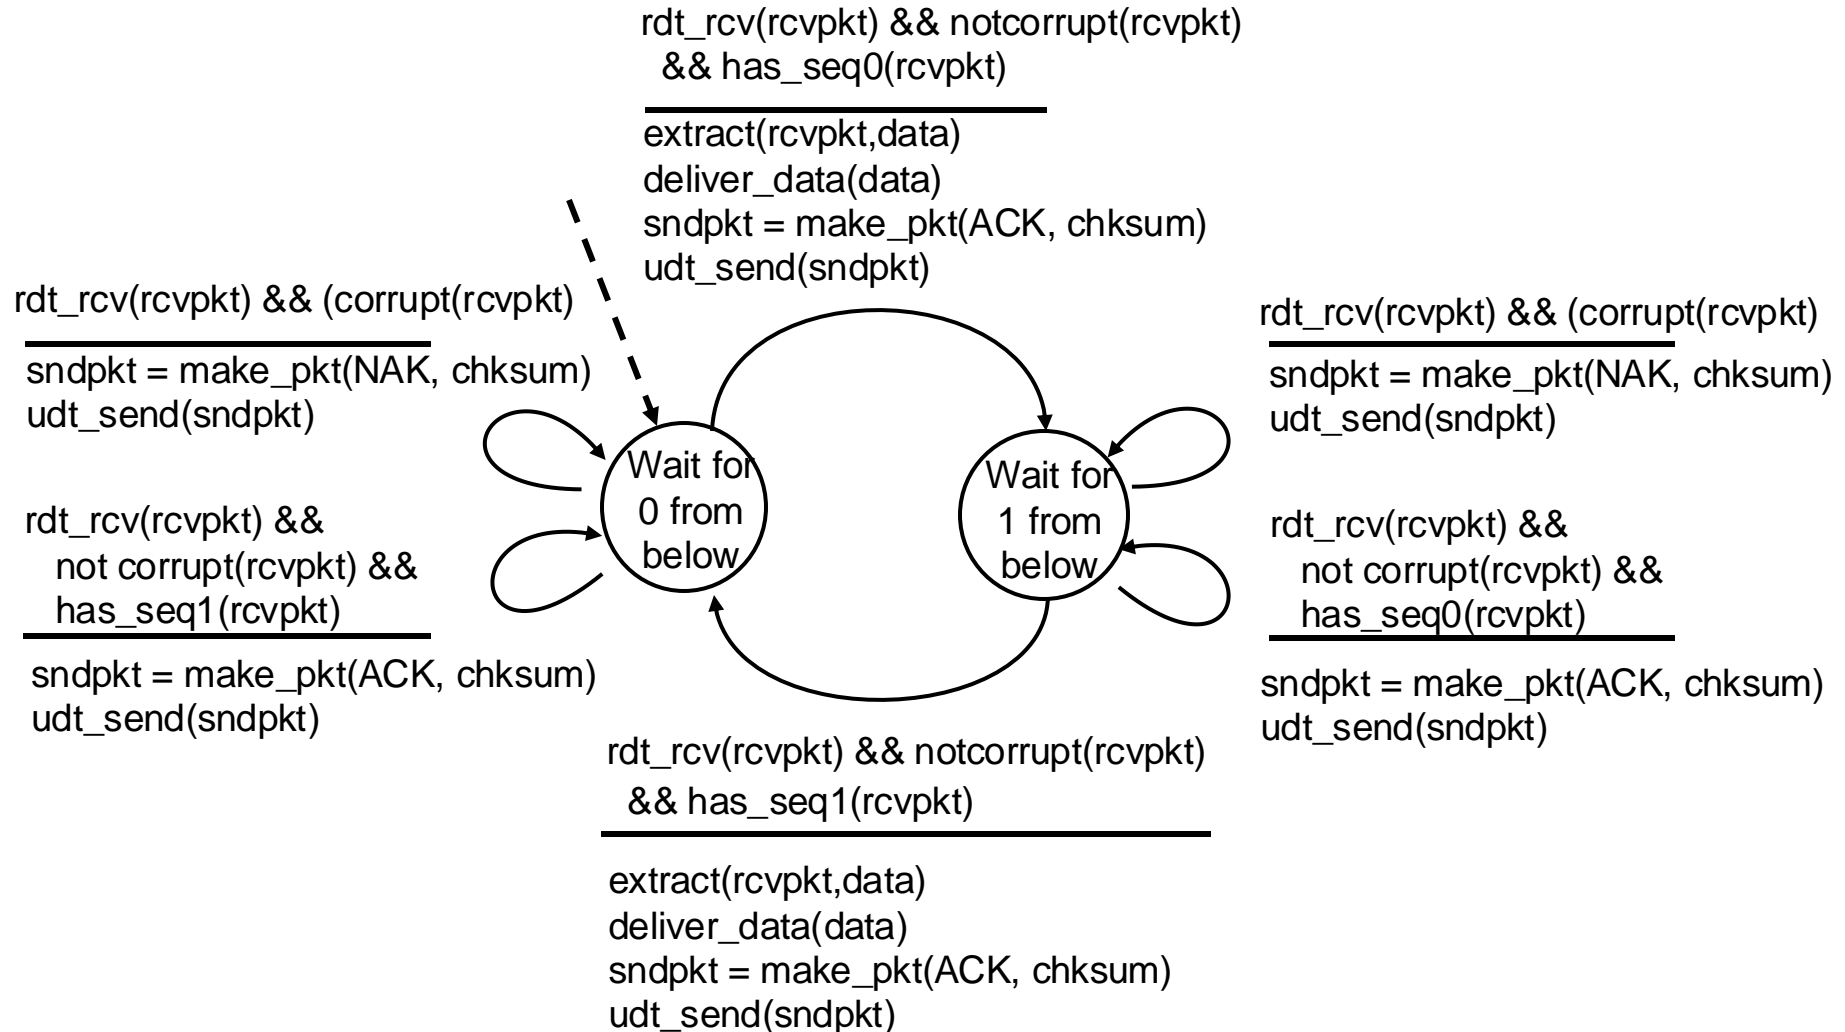 rdt_rcv(rcvpkt) && notcorrupt(rcvpkt)
&& has_seq0(rcvpkt)
extract(rcvpkt,data)
deliver_data(data)
sndpkt = make_pkt(ACK, chksum)
udt_send(sndpkt)
rdt_rcv(rcvpkt) && (corrupt(rcvpkt)
sndpkt = make_pkt(NAK, chksum)
udt_send(sndpkt)
rdt_rcv(rcvpkt) &&
not corrupt(rcvpkt) &&
has_seq1(rcvpkt)
sndpkt = make_pkt(ACK, chksum)
udt_send(sndpkt)
Wait for
0 from
below
Wait for
1 from
below
rdt_rcv(rcvpkt) && (corrupt(rcvpkt)
sndpkt = make_pkt(NAK, chksum)
udt_send(sndpkt)
rdt_rcv(rcvpkt) &&
not corrupt(rcvpkt) &&
has_seq0(rcvpkt)
sndpkt = make_pkt(ACK, chksum)
udt_send(sndpkt)
rdt_rcv(rcvpkt) && notcorrupt(rcvpkt)
&& has_seq1(rcvpkt)
extract(rcvpkt,data)
deliver_data(data)
sndpkt = make_pkt(ACK, chksum)
udt_send(sndpkt)